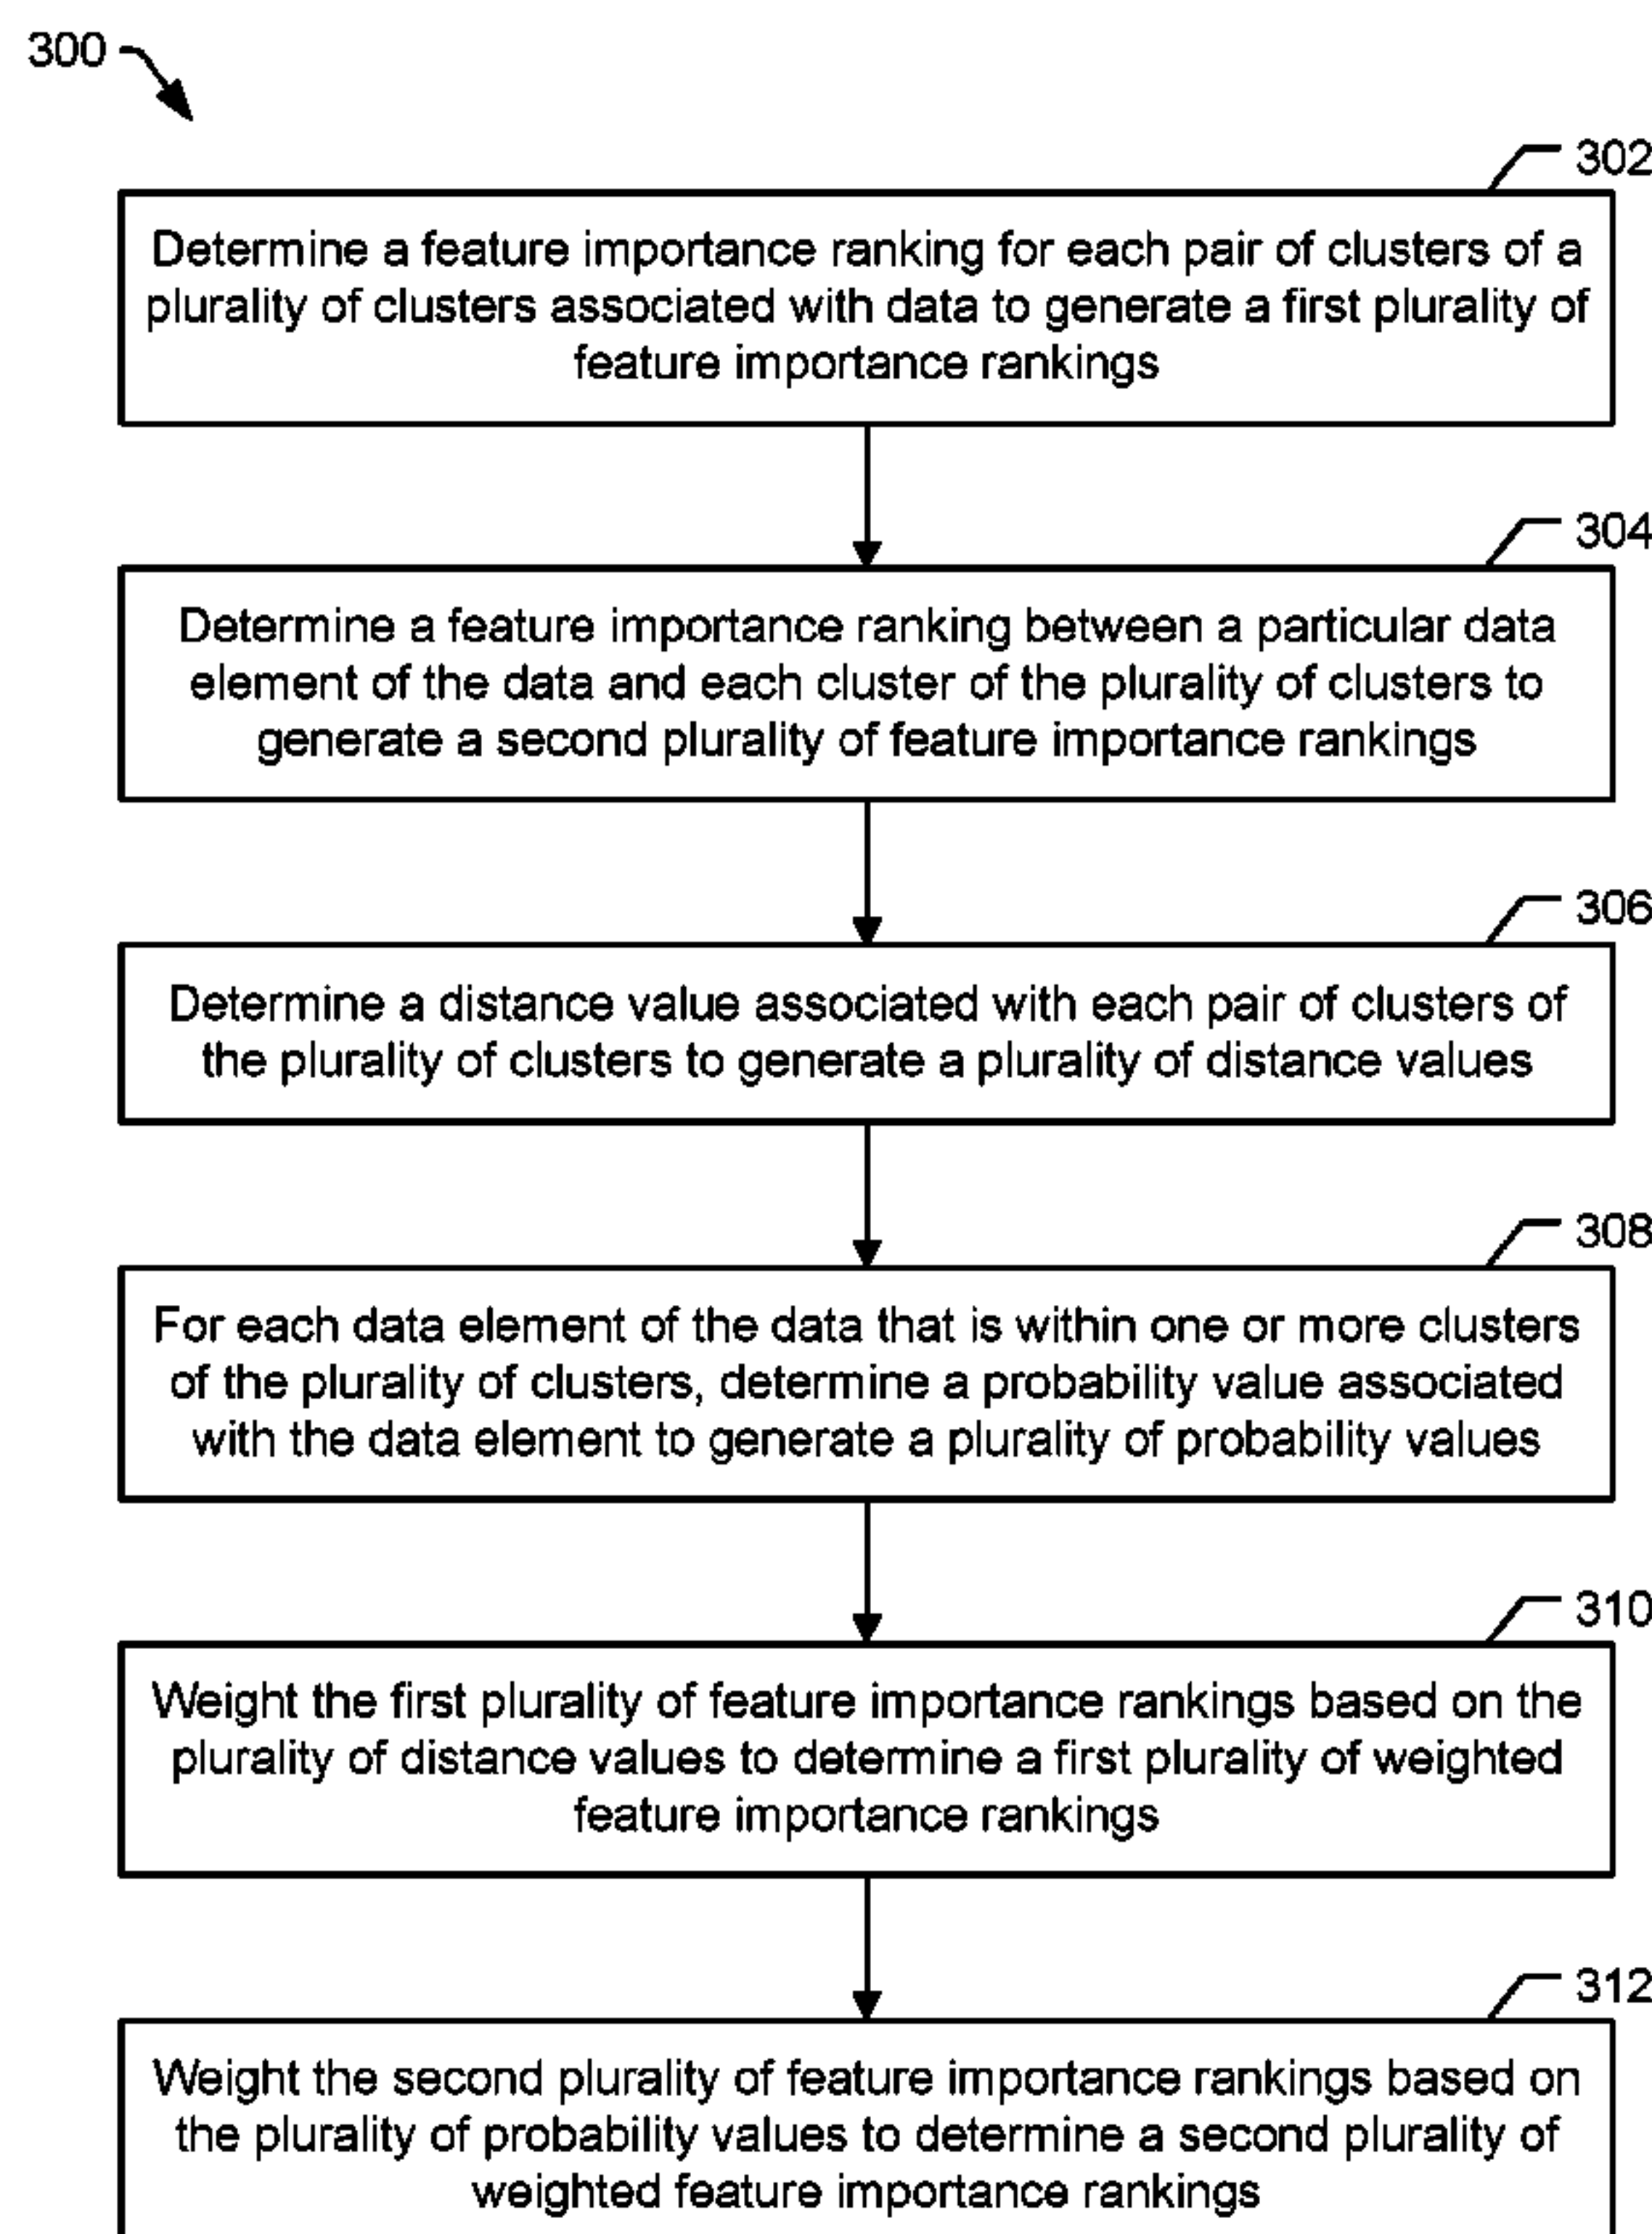 300
302
Determine a feature importance ranking for each pair of clusters of a
plurality of clusters associated with data to generate a first plurality of
feature importance rankings
304
Determine a feature importance ranking between a particular data
element of the data and each cluster of the plurality of clusters to
generate a second plurality of feature importance rankings
306
Determine a distance value associated with each pair of clusters of
the plurality of clusters to generate a plurality of distance values
308
For each data element of the data that is within one or more clusters
of the plurality of clusters, determine a probability value associated
with the data element to generate a plurality of probability values
310
Weight the first plurality of feature importance rankings based on the
plurality of distance values to determine a first plurality of weighted
feature importance rankings
312
Weight the second plurality of feature importance rankings based on
the plurality of probability values to determine a second plurality of
weighted feature importance rankings